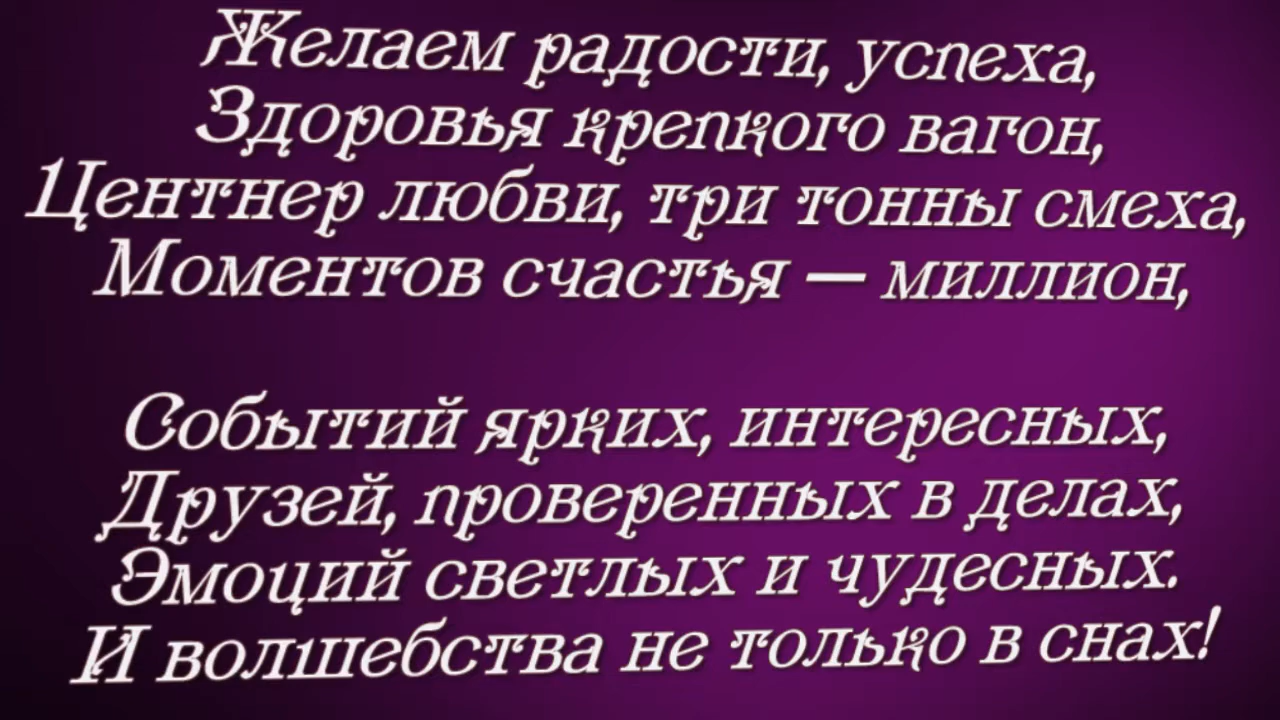 Желаем радости, успеха,
Здоровья крепкого вагон,
Центнер любви, три тонны смеха,
Моментов счастья — миллион,
Событий ярких, интересных,
Друзей, проверенных в делах,
Эмоций светлых и чудесных.
И волшебства не только в снах!